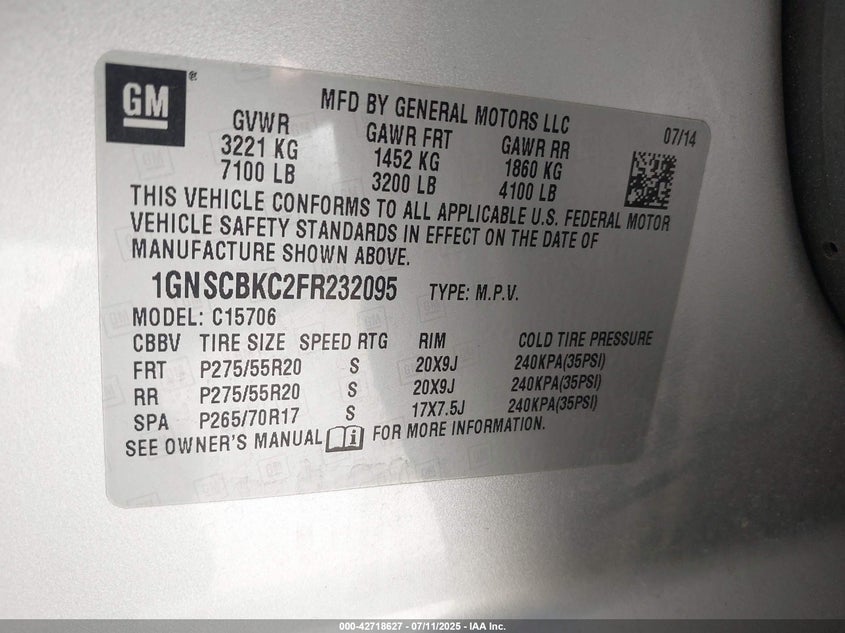 GM®
MFD BY GENERAL MOTORS LLC
07/14
GVWR GAWR FRT GAWR RR
3221 KG 1452 KG 1860 KG
7100 LB 3200 LB 4100 LB
THIS VEHICLE CONFORMS TO ALL APPLICABLE U.S. FEDERAL MOTOR
VEHICLE SAFETY STANDARDS IN EFFECT ON THE DATE OF
MANUFACTURE SHOWN ABOVE.
1GNSCBKC2FR232095 TYPE: M.P.V.
MODEL: C15706
CBBV TIRE SIZE SPEED RTG RIM COLD TIRE PRESSURE
FRT P275/55R20 S 20X9J 240KPA(35PSI)
RR P275/55R20 S 20X9J 240KPA(35PSI)
SPA P265/70R17 S 17X7.5J 240KPA(35PSI)
SEE OWNER'S MANUAL i FOR MORE INFORMATION.
000-42718627 - 07/11/2025 - IAA Inc.